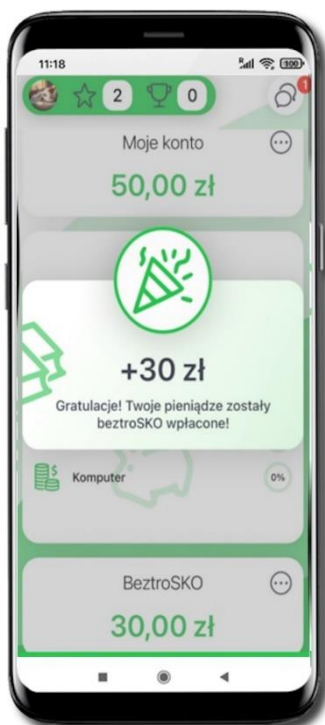 11:18
100
2
0
1
Moje konto
50,00 zł
+30 zł
Gratulacje! Twoje pieniądze zostały
beztroSKO wpłacone!
Komputer
0%
BeztroSKO
30,00 zł